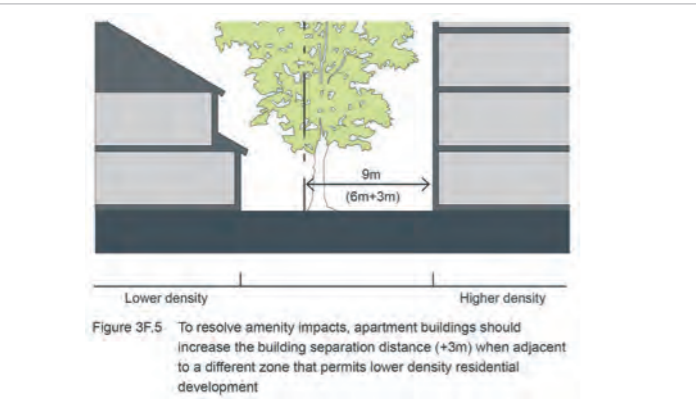 9m
(6m+3m)
Lower density
Higher density
Figure 3F.5 To resolve amenity impacts, apartment buildings should
increase the building separation distance (+3m) when adjacent
to a different zone that permits lower density residential
development